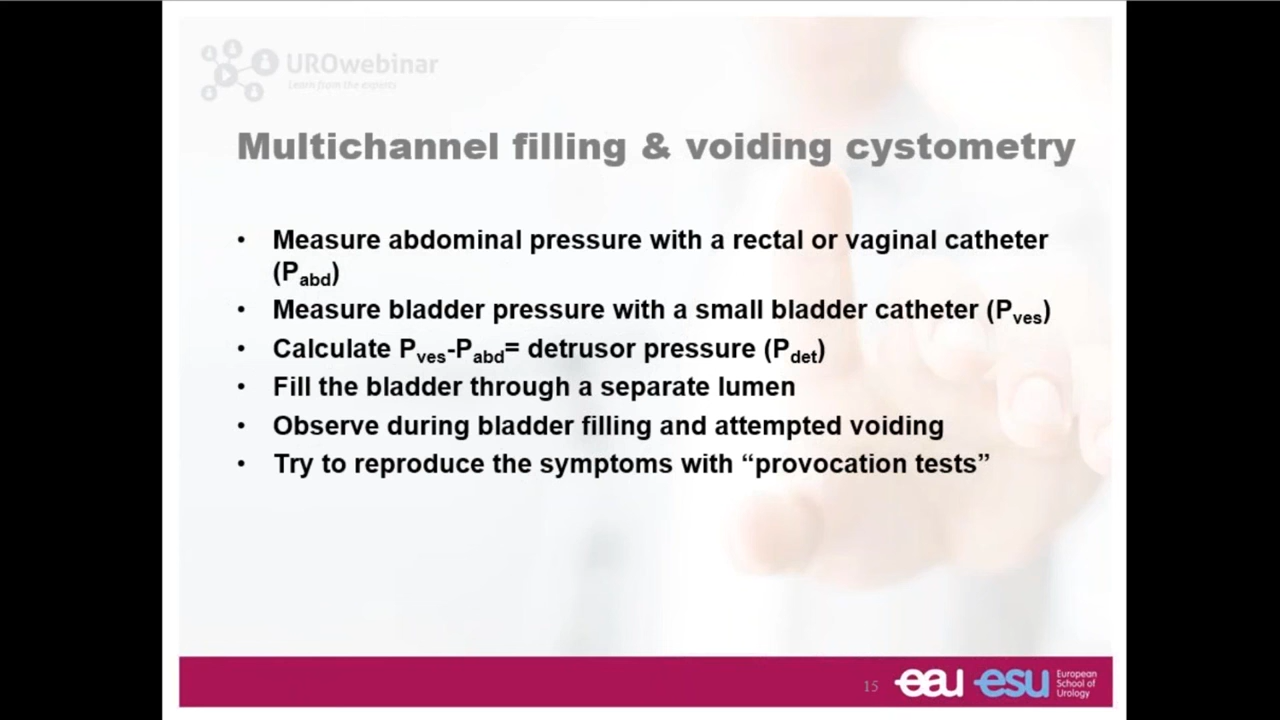 UROwebinar
Learn from the experts
Multichannel filling & voiding cystometry
• Measure abdominal pressure with a rectal or vaginal catheter
(Pabd)
• Measure bladder pressure with a small bladder catheter (Pves)
• Calculate Pves-Pabd= detrusor pressure (Pdet)
• Fill the bladder through a separate lumen
• Observe during bladder filling and attempted voiding
• Try to reproduce the symptoms with “provocation tests”
15
eau esu
European
School of
Urology